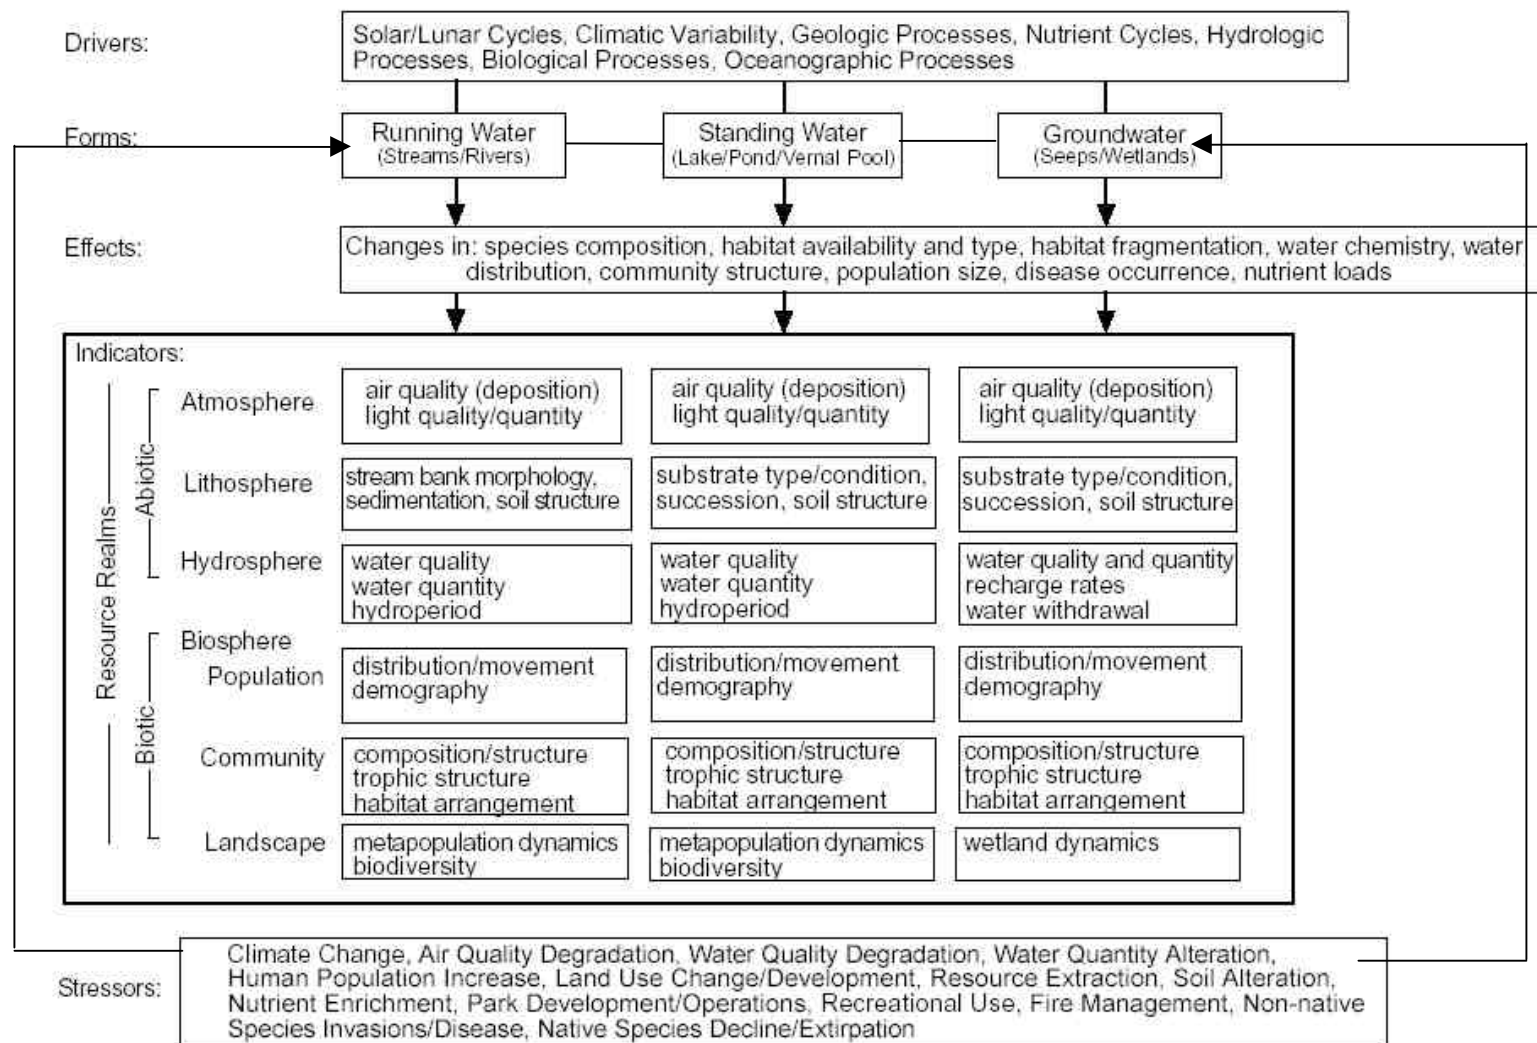 Drivers:
Solar/Lunar Cycles, Climatic Variability, Geologic Processes, Nutrient Cycles, Hydrologic
Processes, Biological Processes, Oceanographic Processes
Forms:
Running Water
(Streams/Rivers)
Standing Water
(Lake/Pond/Vernal Pool)
Groundwater
(Seeps/Wetlands)
Effects:
Changes in: species composition, habitat availability and type, habitat fragmentation, water chemistry, water
distribution, community structure, population size, disease occurrence, nutrient loads
Indicators:
Resource Realms
Abiotic
Atmosphere
air quality (deposition)
light quality/quantity
air quality (deposition)
light quality/quantity
air quality (deposition)
light quality/quantity
Lithosphere
stream bank morphology,
sedimentation, soil structure
substrate type/condition,
succession, soil structure
substrate type/condition,
succession, soil structure
Hydrosphere
water quality
water quantity
hydroperiod
water quality
water quantity
hydroperiod
water quality and quantity
recharge rates
water withdrawal
Biotic
Biosphere
Population
distribution/movement
demography
distribution/movement
demography
distribution/movement
demography
Community
composition/structure
trophic structure
habitat arrangement
composition/structure
trophic structure
habitat arrangement
composition/structure
trophic structure
habitat arrangement
Landscape
metapopulation dynamics
biodiversity
metapopulation dynamics
biodiversity
wetland dynamics
Stressors:
Climate Change, Air Quality Degradation, Water Quality Degradation, Water Quantity Alteration,
Human Population Increase, Land Use Change/Development, Resource Extraction, Soil Alteration,
Nutrient Enrichment, Park Development/Operations, Recreational Use, Fire Management, Non-native
Species Invasions/Disease, Native Species Decline/Extirpation